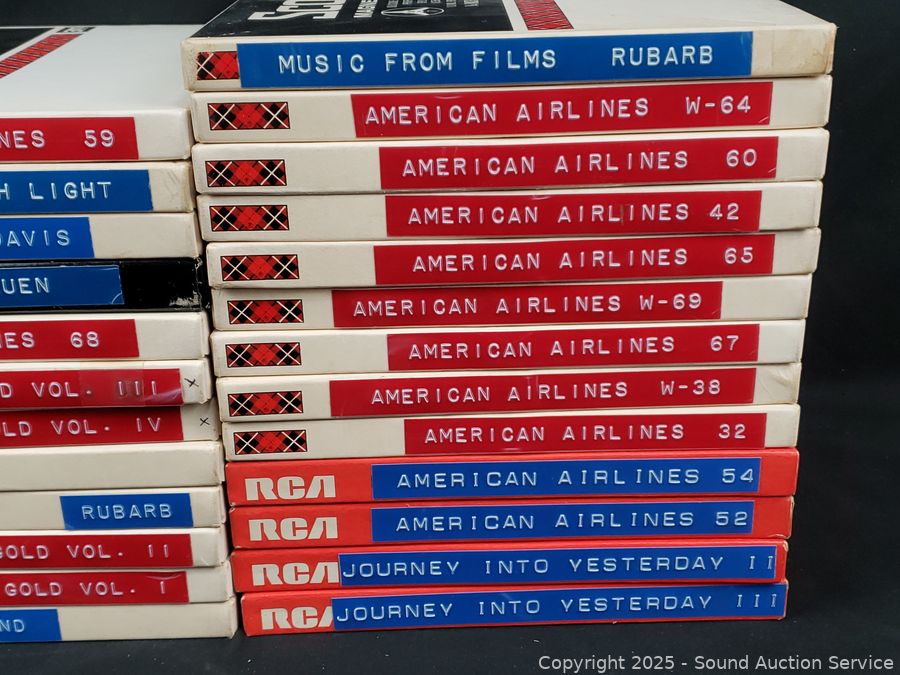 MUSIC FROM FILMS RUBARB
AMERICAN AIRLINES W-64
AMERICAN AIRLINES 60
AMERICAN AIRLINES 42
AMERICAN AIRLINES 65
AMERICAN AIRLINES W-69
AMERICAN AIRLINES 67
AMERICAN AIRLINES W-38
AMERICAN AIRLINES 32
RCA AMERICAN AIRLINES 54
RCA AMERICAN AIRLINES 52
RCA JOURNEY INTO YESTERDAY II
RCA JOURNEY INTO YESTERDAY III
NES 59
H LIGHT
DAVIS
UEN
ES 68
D VOL. III x
OLD VOL. IV x
RUBARB
GOLD VOL. II
GOLD VOL. I
ND
Copyright 2025 - Sound Auction Service